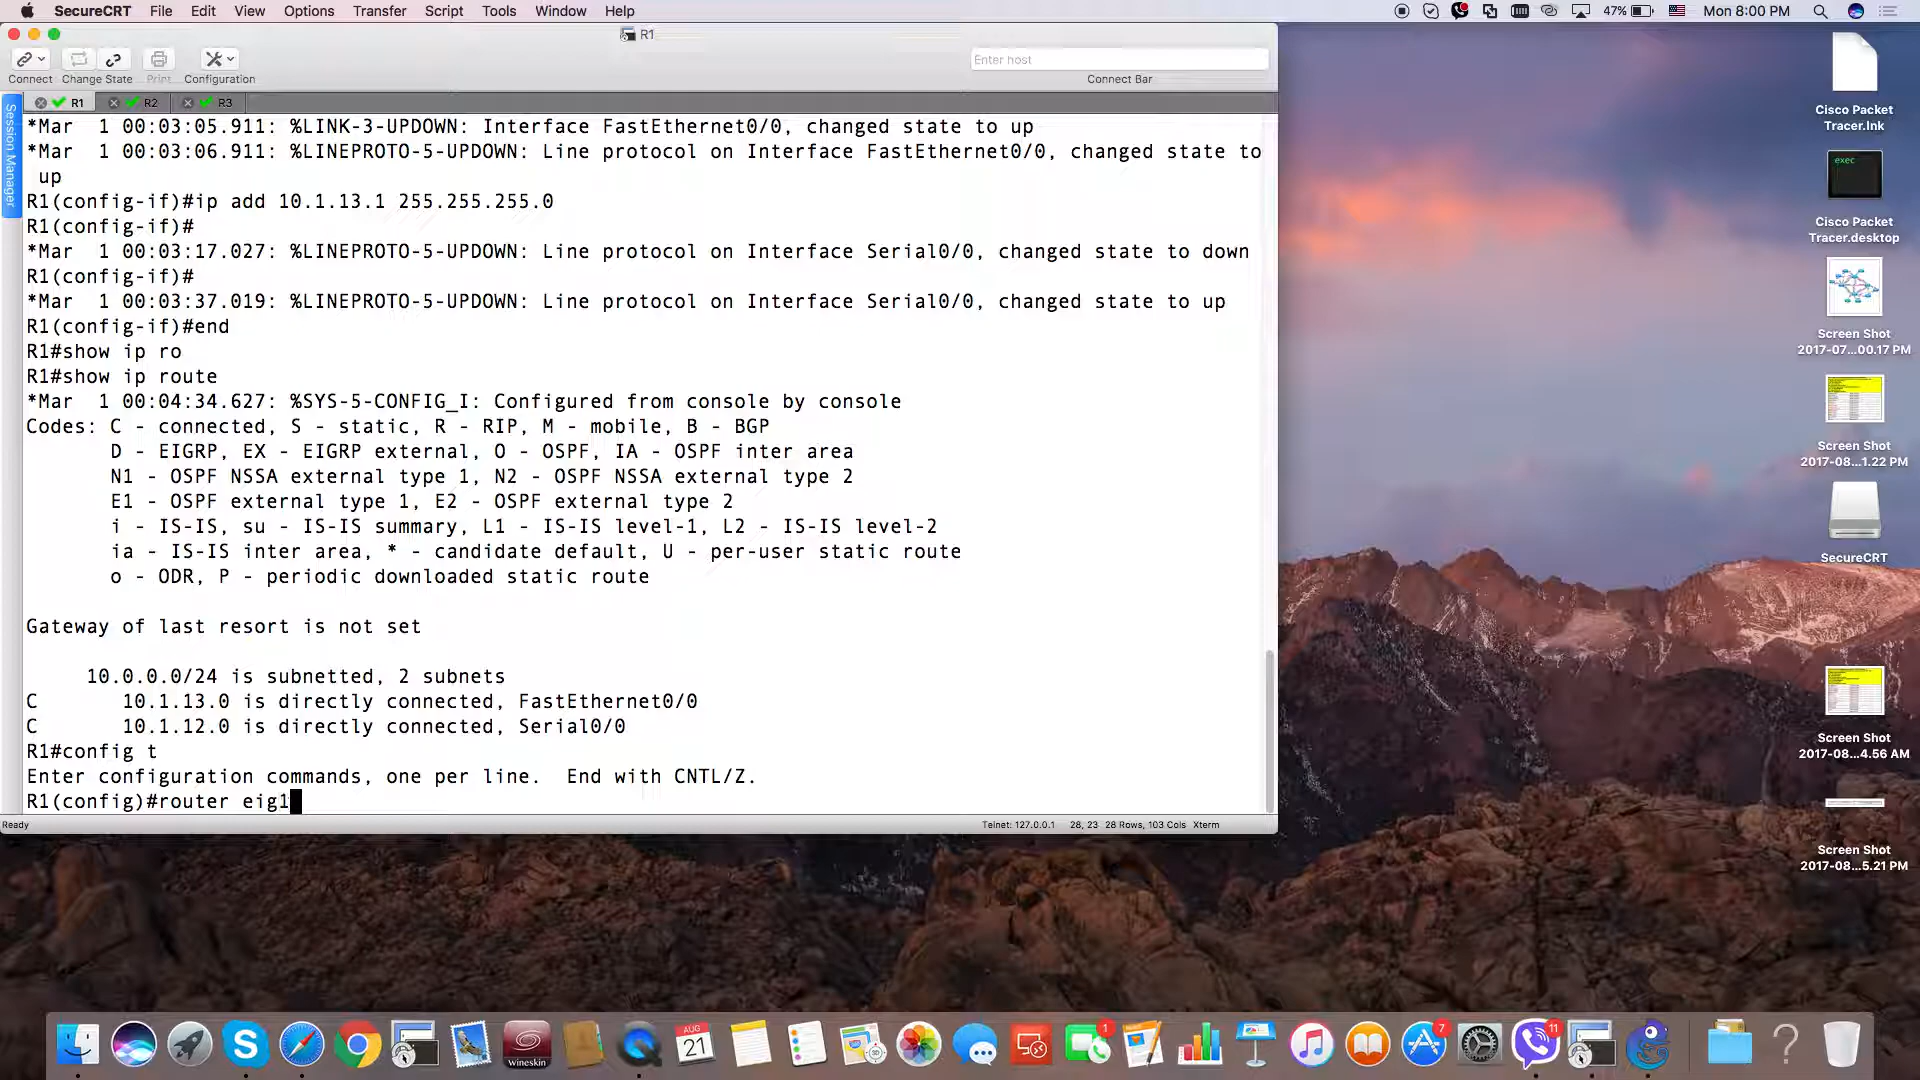 SecureCRT File Edit View Options Transfer Script Tools Window Help
47% Mon 8:00 PM
R1
Enter host
Connect Change State Print Configuration
Connect Bar
Session Manager
R1 R2 R3
*Mar  1 00:03:05.911: %LINK-3-UPDOWN: Interface FastEthernet0/0, changed state to up
*Mar  1 00:03:06.911: %LINEPROTO-5-UPDOWN: Line protocol on Interface FastEthernet0/0, changed state to
up
R1(config-if)#ip add 10.1.13.1 255.255.255.0
R1(config-if)#
*Mar  1 00:03:17.027: %LINEPROTO-5-UPDOWN: Line protocol on Interface Serial0/0, changed state to down
R1(config-if)#
*Mar  1 00:03:37.019: %LINEPROTO-5-UPDOWN: Line protocol on Interface Serial0/0, changed state to up
R1(config-if)#end
R1#show ip ro
R1#show ip route
*Mar  1 00:04:34.627: %SYS-5-CONFIG_I: Configured from console by console
Codes: C - connected, S - static, R - RIP, M - mobile, B - BGP
D - EIGRP, EX - EIGRP external, O - OSPF, IA - OSPF inter area
N1 - OSPF NSSA external type 1, N2 - OSPF NSSA external type 2
E1 - OSPF external type 1, E2 - OSPF external type 2
i - IS-IS, su - IS-IS summary, L1 - IS-IS level-1, L2 - IS-IS level-2
ia - IS-IS inter area, * - candidate default, U - per-user static route
o - ODR, P - periodic downloaded static route
Gateway of last resort is not set
10.0.0.0/24 is subnetted, 2 subnets
C       10.1.13.0 is directly connected, FastEthernet0/0
C       10.1.12.0 is directly connected, Serial0/0
R1#config t
Enter configuration commands, one per line.  End with CNTL/Z.
R1(config)#router eig1
Ready
Telnet: 127.0.0.1 28, 23 28 Rows, 103 Cols Xterm
Cisco Packet
Tracer.lnk
exec
Cisco Packet
Tracer.desktop
Screen Shot
2017-07...00.17 PM
Screen Shot
2017-08...1.22 PM
SecureCRT
Screen Shot
2017-08...4.56 AM
Screen Shot
2017-08...5.21 PM
wineskin
AUG
21
1
7
11